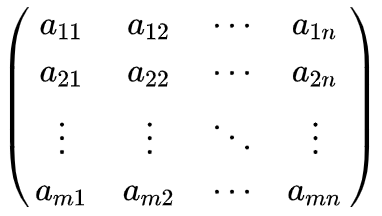 a₁₁ a₁₂ ⋯ a₁ₙ
a₂₁ a₂₂ ⋯ a₂ₙ
⋮ ⋮ ⋱ ⋮
aₘ₁ aₘ₂ ⋯ aₘₙ